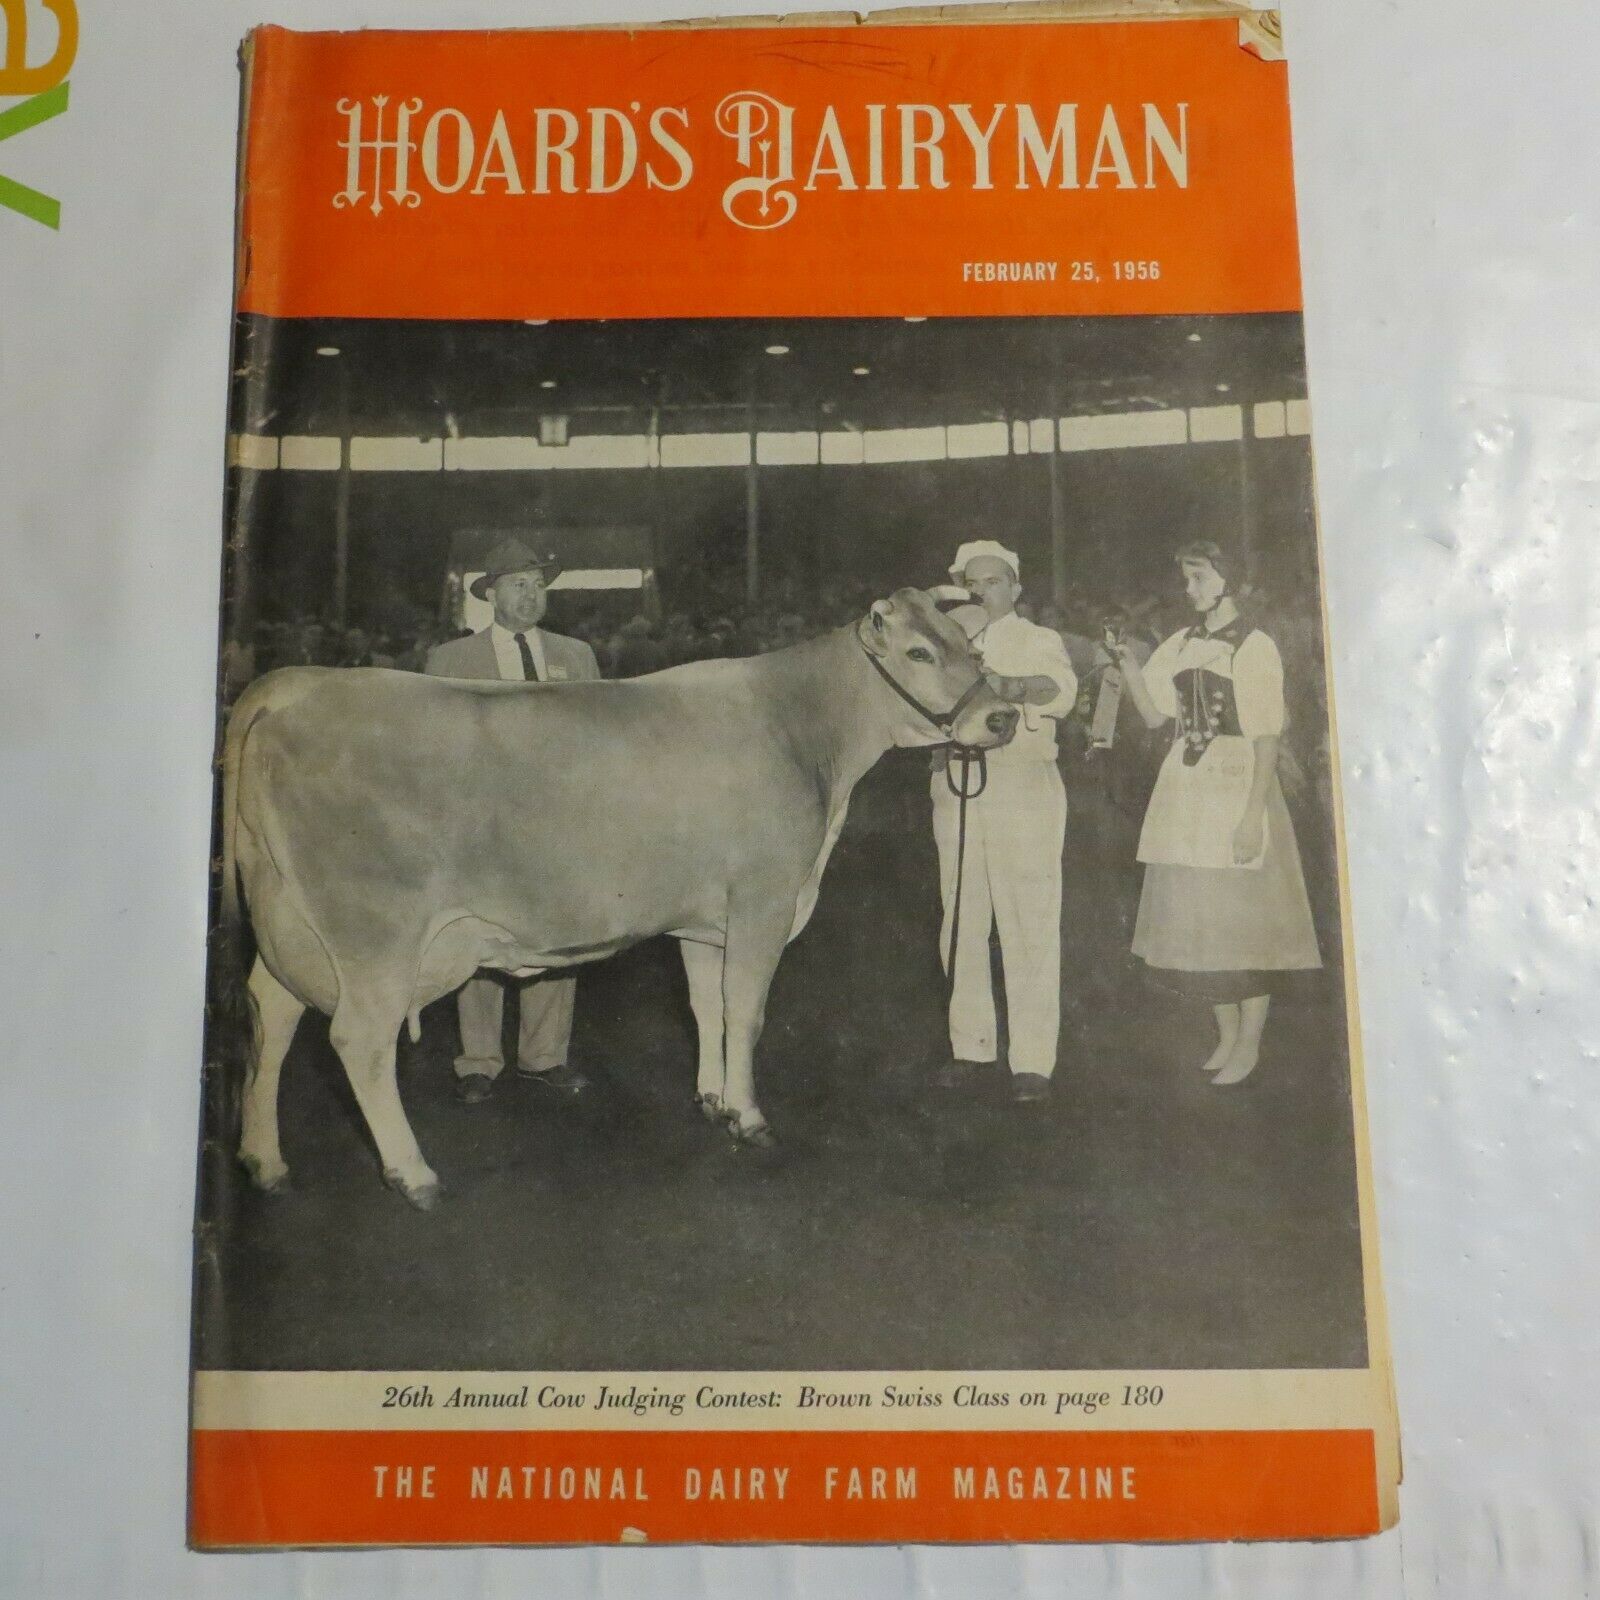 HOARD'S DAIRYMAN
FEBRUARY 25, 1956
26th Annual Cow Judging Contest: Brown Swiss Class on page 180
THE NATIONAL DAIRY FARM MAGAZINE